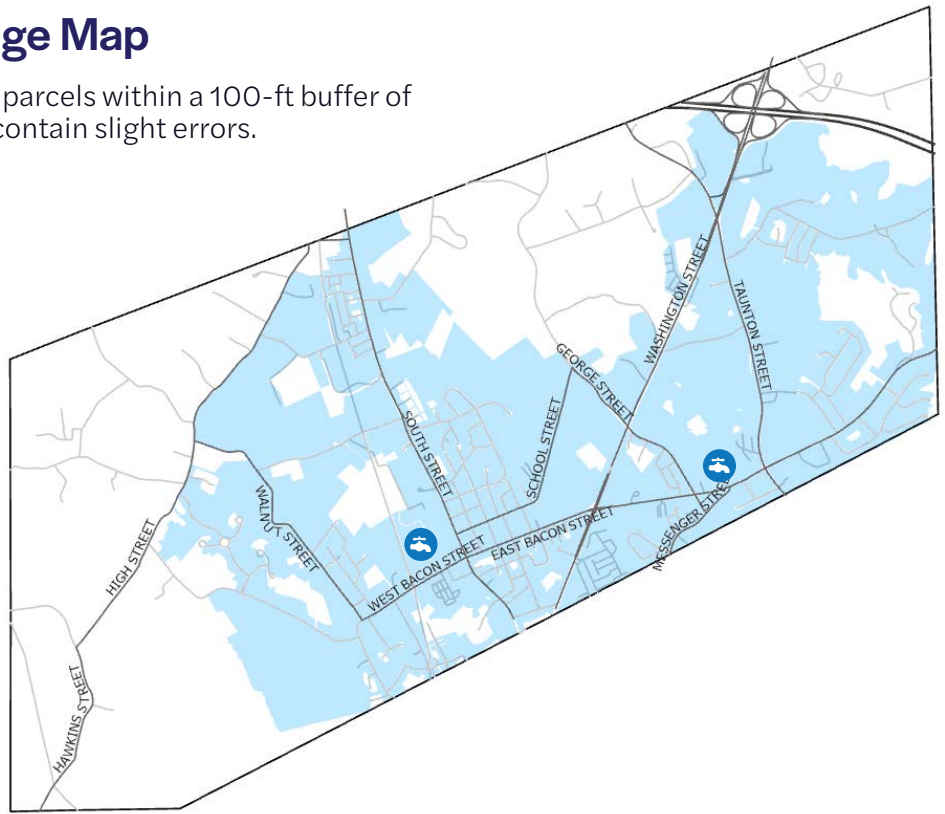 ge Map
parcels within a 100-ft buffer of
contain slight errors.
WASHINGTON STREET
TAUNTON STREET
GEORGE STREET
SCHOOL STREET
SOUTH STREET
WALNUT STREET
EAST BACON STREET
WEST BACON STREET
MESSENGER STREE
HIGH STREET
HAWKINS STREET